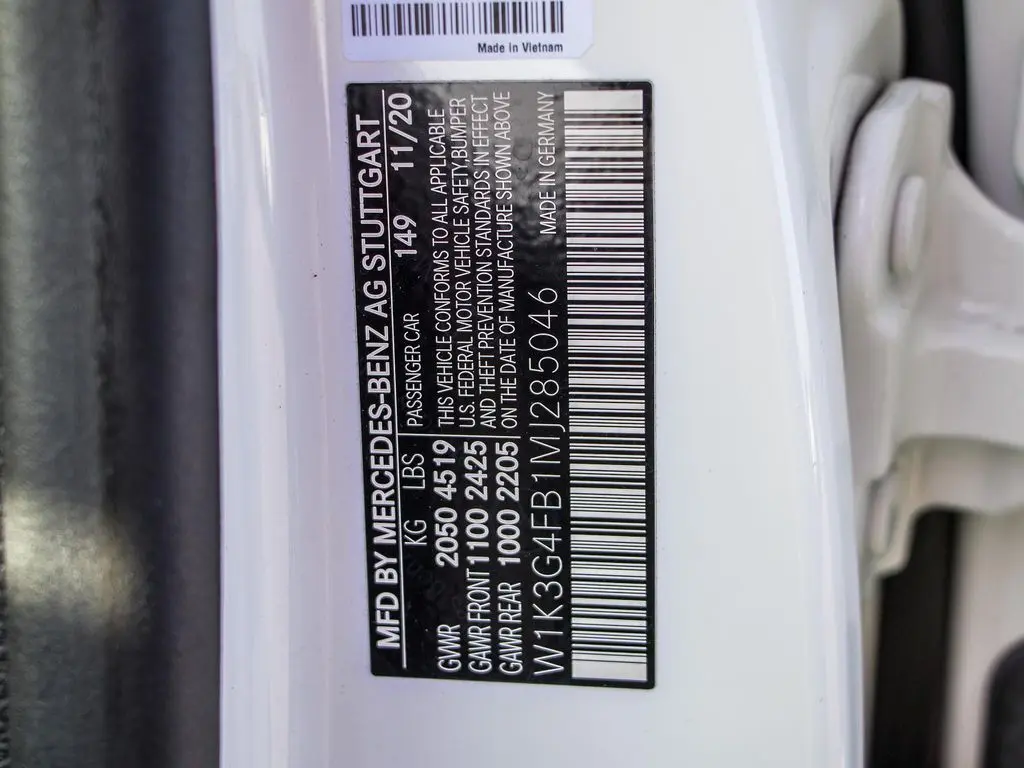 Made in Vietnam
MFD BY MERCEDES-BENZ AG STUTTGART
KG LBS PASSENGER CAR 149 11/20
GWR 2050 4519 THIS VEHICLE CONFORMS TO ALL APPLICABLE
GAWR FRONT 1100 2425 U.S. FEDERAL MOTOR VEHICLE SAFETY,BUMPER
AND THEFT PREVENTION STANDARDS IN EFFECT
GAWR REAR 1000 2205 ON THE DATE OF MANUFACTURE SHOWN ABOVE
W1K3G4FB1MJ285046 MADE IN GERMANY